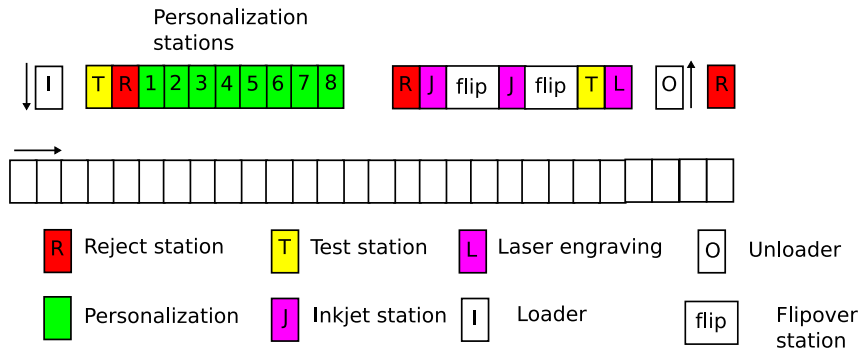 Personalization
stations
I T R 1 2 3 4 5 6 7 8 R J flip J flip T L O R
R Reject station T Test station L Laser engraving O Unloader
Personalization J Inkjet station I Loader flip Flipover
station